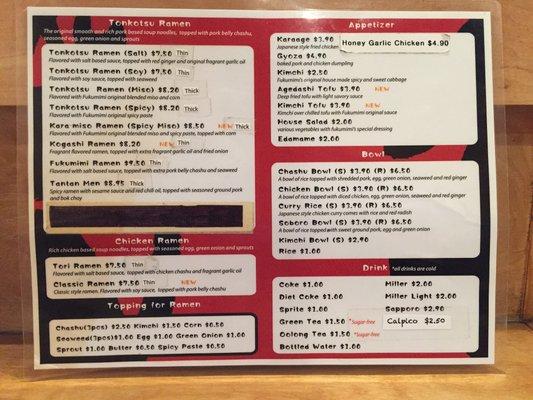 Tonkotsu Ramen
The original smooth and rich pork based soup noodles, topped with pork belly chashu,
seasoned egg, green onion and sprouts
Tonkotsu Ramen (Salt) $7.50 Thin
Flavored with salt based sauce, topped with red ginger and original fragrant garlic oil
Tonkotsu Ramen (Soy) $7.50 Thin
Flavored with soy sauce, topped with seaweed
Tonkotsu Ramen (Miso) $8.20 Thick
Flavored with Fukumimi original blended miso and corn
Tonkotsu Ramen (Spicy) $8.20 Thick
Flavored with Fukumimi original spicy paste
Kara miso Ramen (Spicy Miso) $8.50 NEW Thick
Flavored with Fukumimi original blended miso and spicy paste, topped with corn
Kogashi Ramen $8.20 NEW Thin
Fragrant flavored ramen, topped with extra fragrant garlic oil and fried onion
Fukumimi Ramen $9.50 Thin
Flavored with salt based sauce, topped with extra pork belly chashu and seaweed
Tantan Men $8.95 Thick
Spicy ramen with sesame sauce and red chili oil, topped with seasoned ground pork
and bok choy
Chicken Ramen
Rich chicken based soup noodles, topped with seasoned egg, green onion and sprouts
Tori Ramen $7.50 Thin
Flavored with salt based sauce, topped with chicken chashu and fragrant garlic oil
Classic Ramen $7.50 Thin NEW
Classic style ramen. Flavored with soy sauce, topped with pork belly chashu
Topping for Ramen
Chashu(3pcs) $2.50 Kimchi $1.50 Corn $0.50
Seaweed(3pcs)$1.00 Egg $1.00 Green Onion $1.00
Sprout $1.00 Butter $0.50 Spicy Paste $0.50
Appetizer
Karaage $3.90 Honey Garlic Chicken $4.90
Japanese style fried chicken
Gyoza $4.90
baked pork and chicken dumpling
Kimchi $2.50
Fukumimi's original house made spicy and sweet cabbage
Agedashi Tofu $3.90 NEW
Deep fried tofu with light savory sauce
Kimchi Tofu $3.90 NEW
Kimchi over chilled tofu with Fukumimi original sauce
House Salad $2.00
various vegetables with fukumimi's special dressing
Edamame $2.00
Bowl
Chashu Bowl (S) $3.90 (R) $6.50
A bowl of rice topped with shredded pork, egg, green onion, seaweed and red ginger
Chicken Bowl (S) $3.90 (R) $6.50
A bowl of rice topped with diced chicken, egg, green onion, seaweed and red ginger
Curry Rice (S) $3.90 (R) $6.50
Japanese style chicken curry comes with rice and red radish
Soboro Bowl (S) $3.90 (R) $6.50
A bowl of rice topped with sweet ground pork, egg and green onion
Kimchi Bowl (S) $2.90
Rice $1.00
Drink *all drinks are cold
Coke $1.00 Miller $2.00
Diet Coke $1.00 Miller Light $2.00
Sprite $1.00 Sapporo $2.90
Green Tea $1.50 *Sugar-free Calpico $2.50
Oolong Tea $1.50 *Sugar-free
Bottled Water $1.00